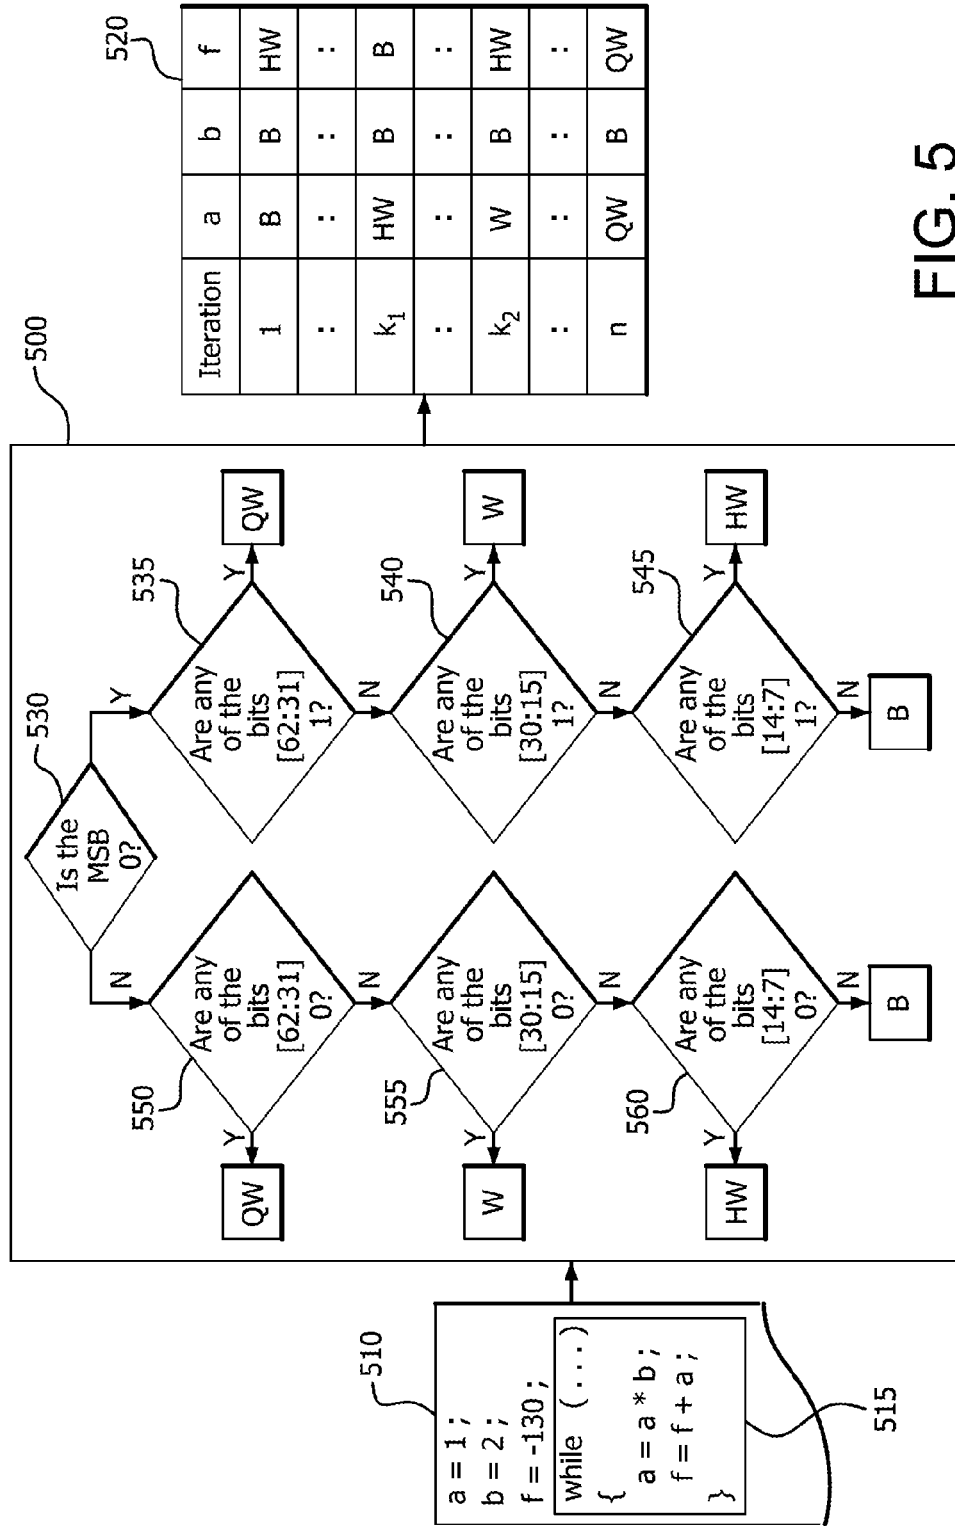 500
510
a = 1 ;
b = 2 ;
f = -130 ;
while (...)
{
a = a * b ;
f = f + a ;
}
515
530
Is the
MSB
0?
N
Y
550
Are any
of the
bits
[62:31]
0?
Y
QW
N
555
Are any
of the
bits
[30:15]
0?
Y
W
N
560
Are any
of the
bits
[14:7]
0?
Y
HW
N
B
535
Are any
of the
bits
[62:31]
1?
Y
QW
N
540
Are any
of the
bits
[30:15]
1?
Y
W
N
545
Are any
of the
bits
[14:7]
1?
Y
HW
N
B
520
Iteration a b f
1 B B HW
: : : :
k₁ HW B B
: : : :
k₂ W B HW
: : : :
n QW B QW
FIG. 5